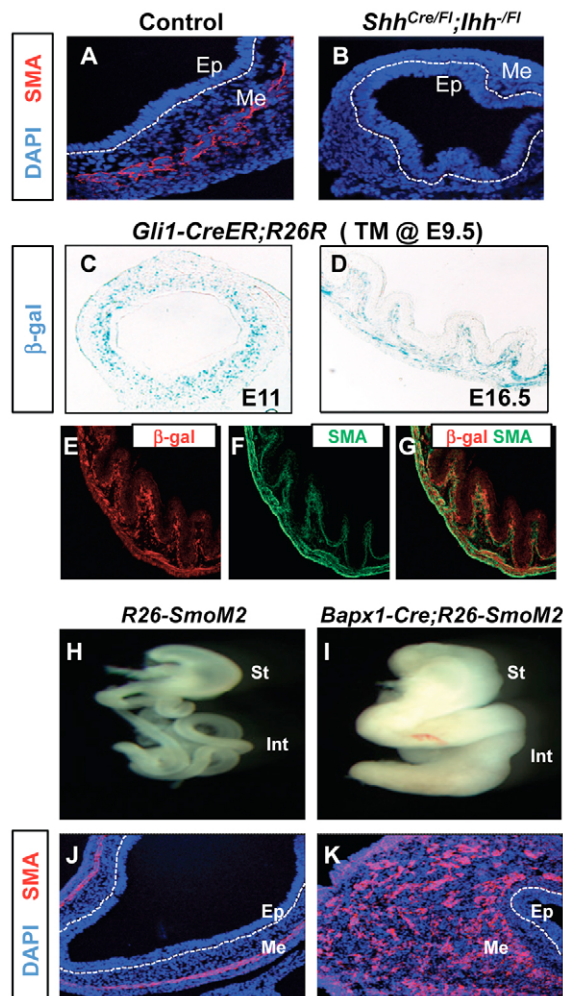 Control
Shh^Cre/Fl;Ihh^-/Fl
DAPI SMA
A
Ep
Me
B
Ep
Me
Gli1-CreER;R26R ( TM @ E9.5)
β-gal
C
E11
D
E16.5
E
β-gal
F
SMA
G
β-gal SMA
R26-SmoM2
Bapx1-Cre;R26-SmoM2
H
St
Int
I
St
Int
DAPI SMA
J
Ep
Me
K
Ep
Me